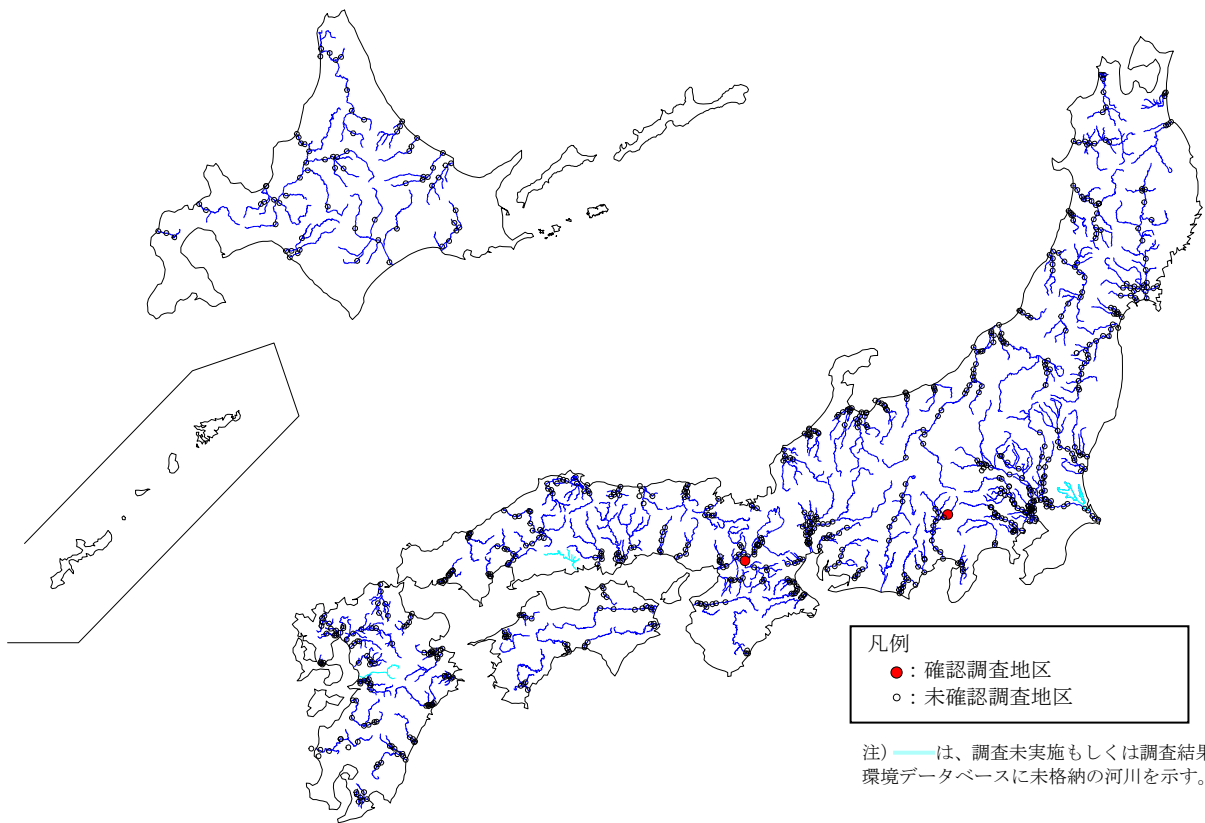 凡例
●：確認調査地区
○：未確認調査地区
注) ━━は、調査未実施もしくは調査結果
環境データベースに未格納の河川を示す。